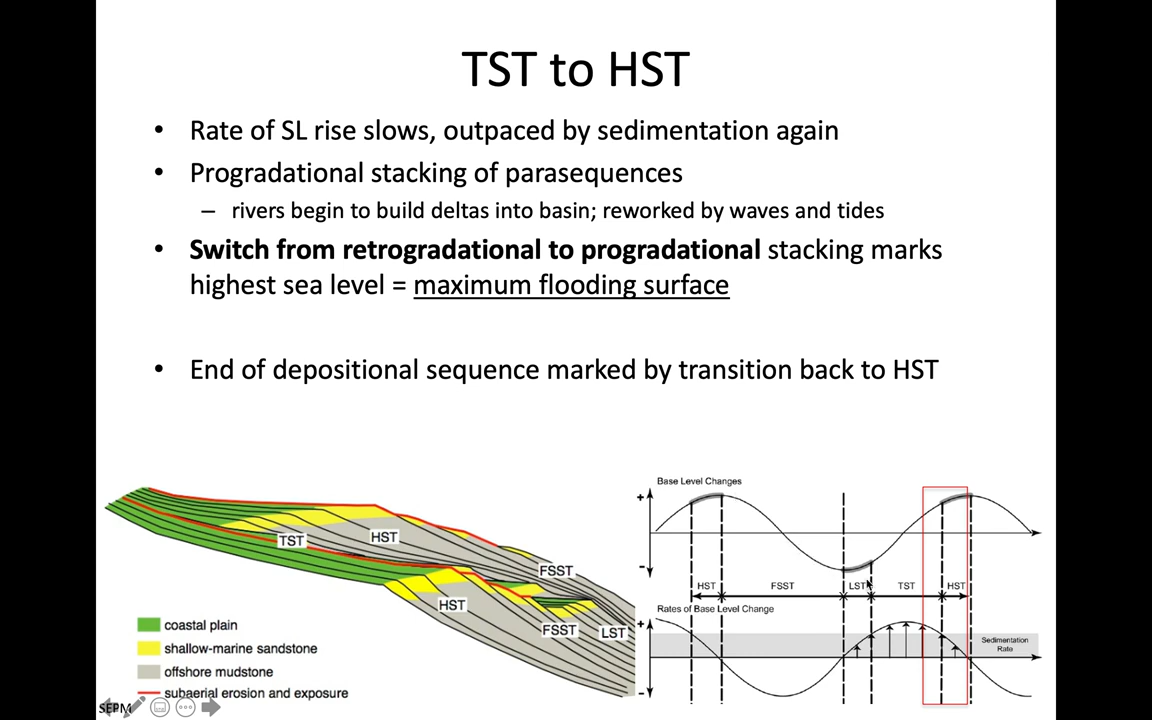 TST to HST
• Rate of SL rise slows, outpaced by sedimentation again
• Progradational stacking of parasequences
– rivers begin to build deltas into basin; reworked by waves and tides
• Switch from retrogradational to progradational stacking marks
highest sea level = maximum flooding surface
• End of depositional sequence marked by transition back to HST
TST
HST
FSST
HST
FSST
LST
coastal plain
shallow-marine sandstone
offshore mudstone
subaerial erosion and exposure
SEPM
Base Level Changes
+
-
HST
FSST
LST
TST
HST
Rates of Base Level Change
+
-
Sedimentation
Rate